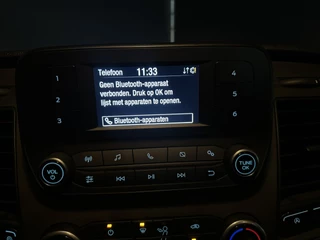 Telefoon 11:33
Geen Bluetooth-apparaat
verbonden. Druk op OK om
lijst met apparaten te openen.
Bluetooth-apparaten
1
2
3
4
5
6
VOL
TUNE
OK